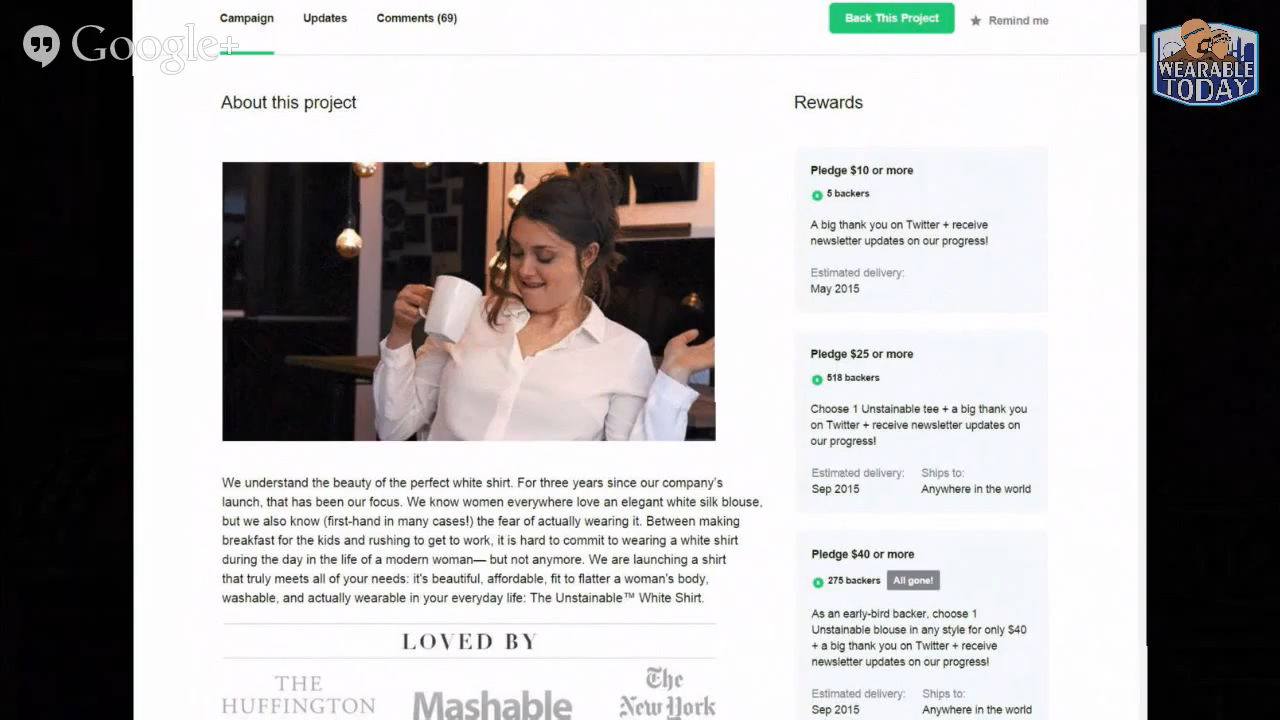 Campaign
Updates
Comments (69)
Back This Project
Remind me
Google+
WEARABLE
TODAY
About this project
We understand the beauty of the perfect white shirt. For three years since our company's
launch, that has been our focus. We know women everywhere love an elegant white silk blouse,
but we also know (first-hand in many cases!) the fear of actually wearing it. Between making
breakfast for the kids and rushing to get to work, it is hard to commit to wearing a white shirt
during the day in the life of a modern woman— but not anymore. We are launching a shirt
that truly meets all of your needs: it's beautiful, affordable, fit to flatter a woman's body,
washable, and actually wearable in your everyday life: The Unstainable™ White Shirt.
LOVED BY
THE
HUFFINGTON
Mashable
The
New York
Rewards
Pledge $10 or more
5 backers
A big thank you on Twitter + receive
newsletter updates on our progress!
Estimated delivery:
May 2015
Pledge $25 or more
518 backers
Choose 1 Unstainable tee + a big thank you
on Twitter + receive newsletter updates on
our progress!
Estimated delivery:
Ships to:
Sep 2015
Anywhere in the world
Pledge $40 or more
275 backers
All gone!
As an early-bird backer, choose 1
Unstainable blouse in any style for only $40
+ a big thank you on Twitter + receive
newsletter updates on our progress!
Estimated delivery:
Ships to:
Sep 2015
Anywhere in the world